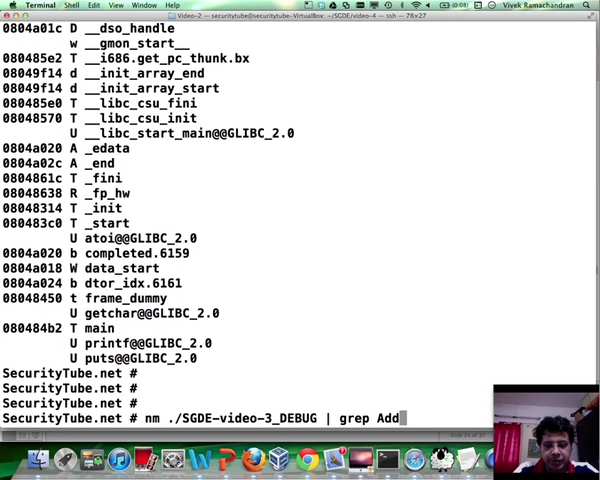 Terminal Shell Edit View Window Help (0:08) Vivek Ramachandran
Video-2 — securitytube@securitytube-VirtualBox: ~/SGDE/video-4 — ssh — 78×27
0804a01c D __dso_handle
w __gmon_start__
080485e2 T __i686.get_pc_thunk.bx
08049f14 d __init_array_end
08049f14 d __init_array_start
080485e0 T __libc_csu_fini
08048570 T __libc_csu_init
U __libc_start_main@@GLIBC_2.0
0804a020 A _edata
0804a02c A _end
0804861c T _fini
08048638 R _fp_hw
08048314 T _init
080483c0 T _start
U atoi@@GLIBC_2.0
0804a020 b completed.6159
0804a018 W data_start
0804a024 b dtor_idx.6161
08048450 t frame_dummy
U getchar@@GLIBC_2.0
080484b2 T main
U printf@@GLIBC_2.0
U puts@@GLIBC_2.0
SecurityTube.net #
SecurityTube.net #
SecurityTube.net #
SecurityTube.net # nm ./SGDE-video-3_DEBUG | grep Add